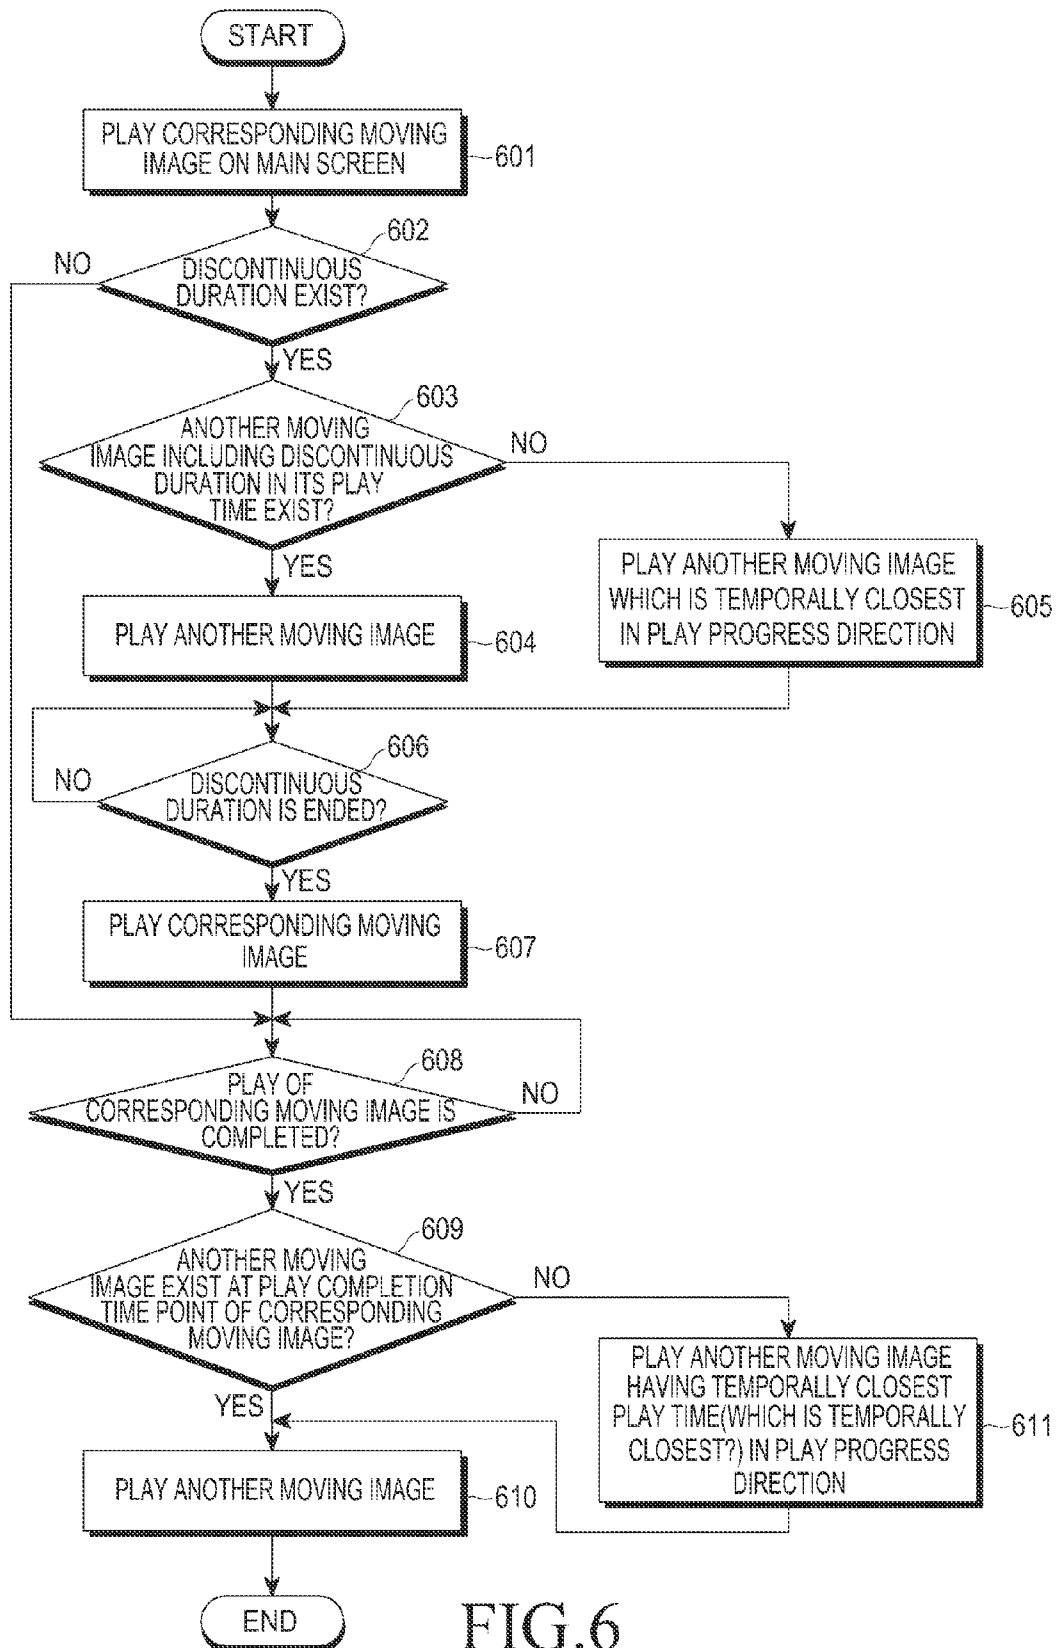 START
PLAY CORRESPONDING MOVING
IMAGE ON MAIN SCREEN
601
602
NO
DISCONTINUOUS
DURATION EXIST?
YES
603
ANOTHER MOVING
IMAGE INCLUDING DISCONTINUOUS
DURATION IN ITS PLAY
TIME EXIST?
NO
YES
PLAY ANOTHER MOVING IMAGE
604
PLAY ANOTHER MOVING IMAGE
WHICH IS TEMPORALLY CLOSEST
IN PLAY PROGRESS DIRECTION
605
606
NO
DISCONTINUOUS
DURATION IS ENDED?
YES
PLAY CORRESPONDING MOVING
IMAGE
607
608
PLAY OF
CORRESPONDING MOVING IMAGE IS
COMPLETED?
NO
YES
609
ANOTHER MOVING
IMAGE EXIST AT PLAY COMPLETION
TIME POINT OF CORRESPONDING
MOVING IMAGE?
NO
YES
PLAY ANOTHER MOVING IMAGE
HAVING TEMPORALLY CLOSEST
PLAY TIME(WHICH IS TEMPORALLY
CLOSEST?) IN PLAY PROGRESS
DIRECTION
611
PLAY ANOTHER MOVING IMAGE
610
END
FIG.6